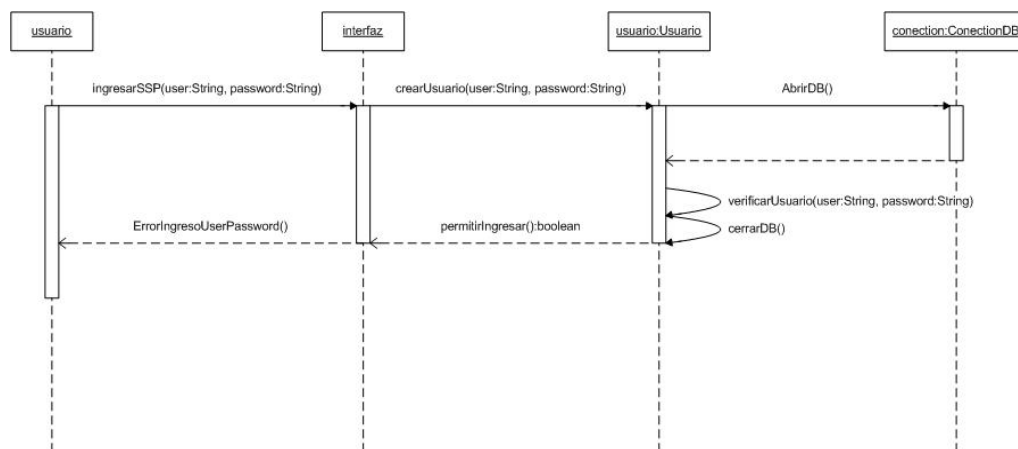 usuario
interfaz
usuario:Usuario
conection:ConectionDB
ingresarSSP(user:String, password:String)
crearUsuario(user:String, password:String)
AbrirDB()
verificarUsuario(user:String, password:String)
cerrarDB()
ErrorIngresoUserPassword()
permitirIngresar():boolean